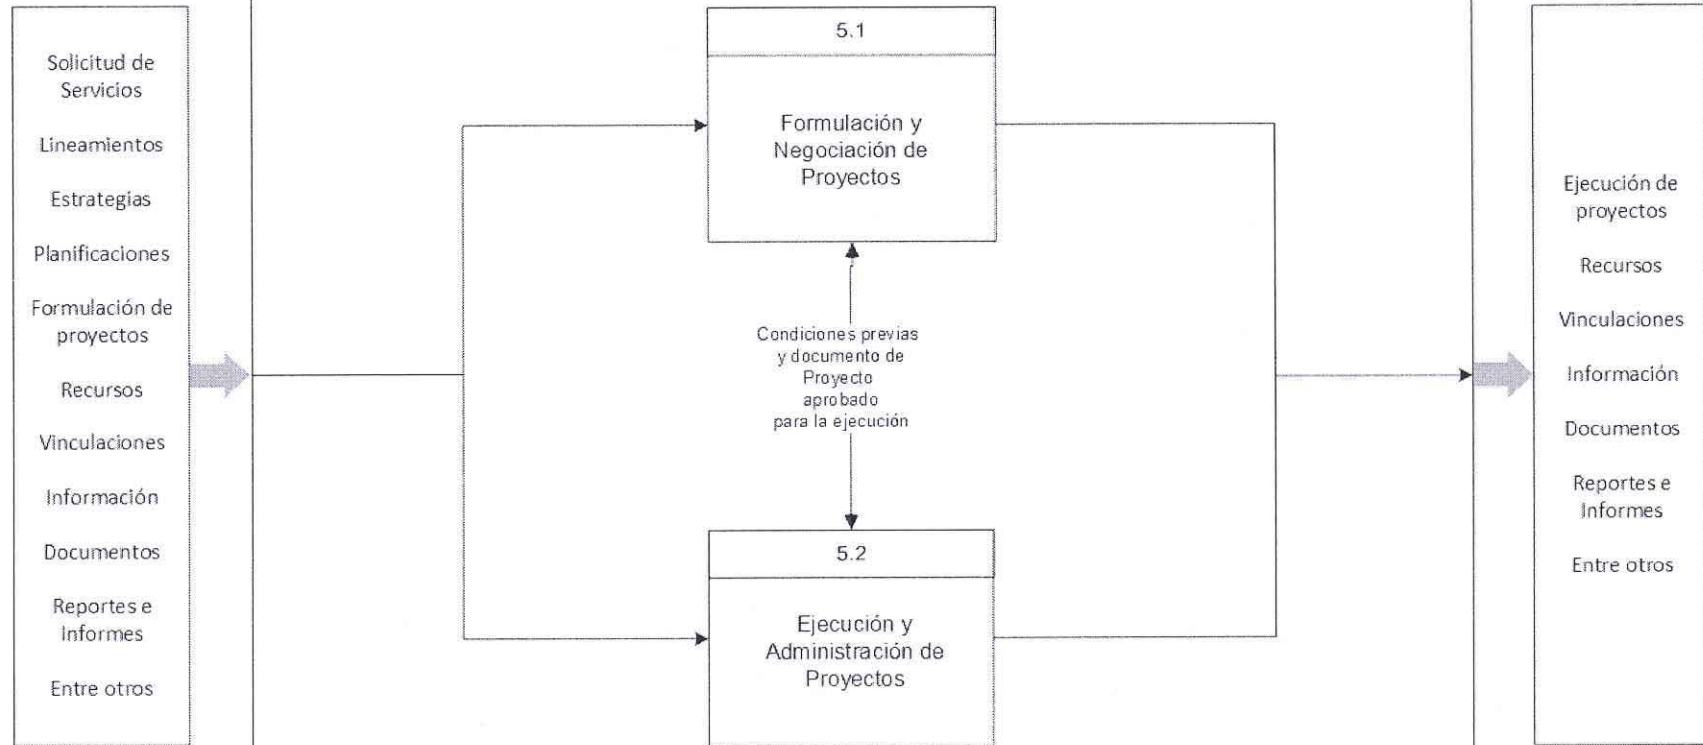 Solicitud de
Servicios
Lineamientos
Estrategias
Planificaciones
Formulación de
proyectos
Recursos
Vinculaciones
Información
Documentos
Reportes e
Informes
Entre otros
5.1
Formulación y
Negociación de
Proyectos
Condiciones previas
y documento de
Proyecto
aprobado
para la ejecución
5.2
Ejecución y
Administración de
Proyectos
Ejecución de
proyectos
Recursos
Vinculaciones
Información
Documentos
Reportes e
Informes
Entre otros